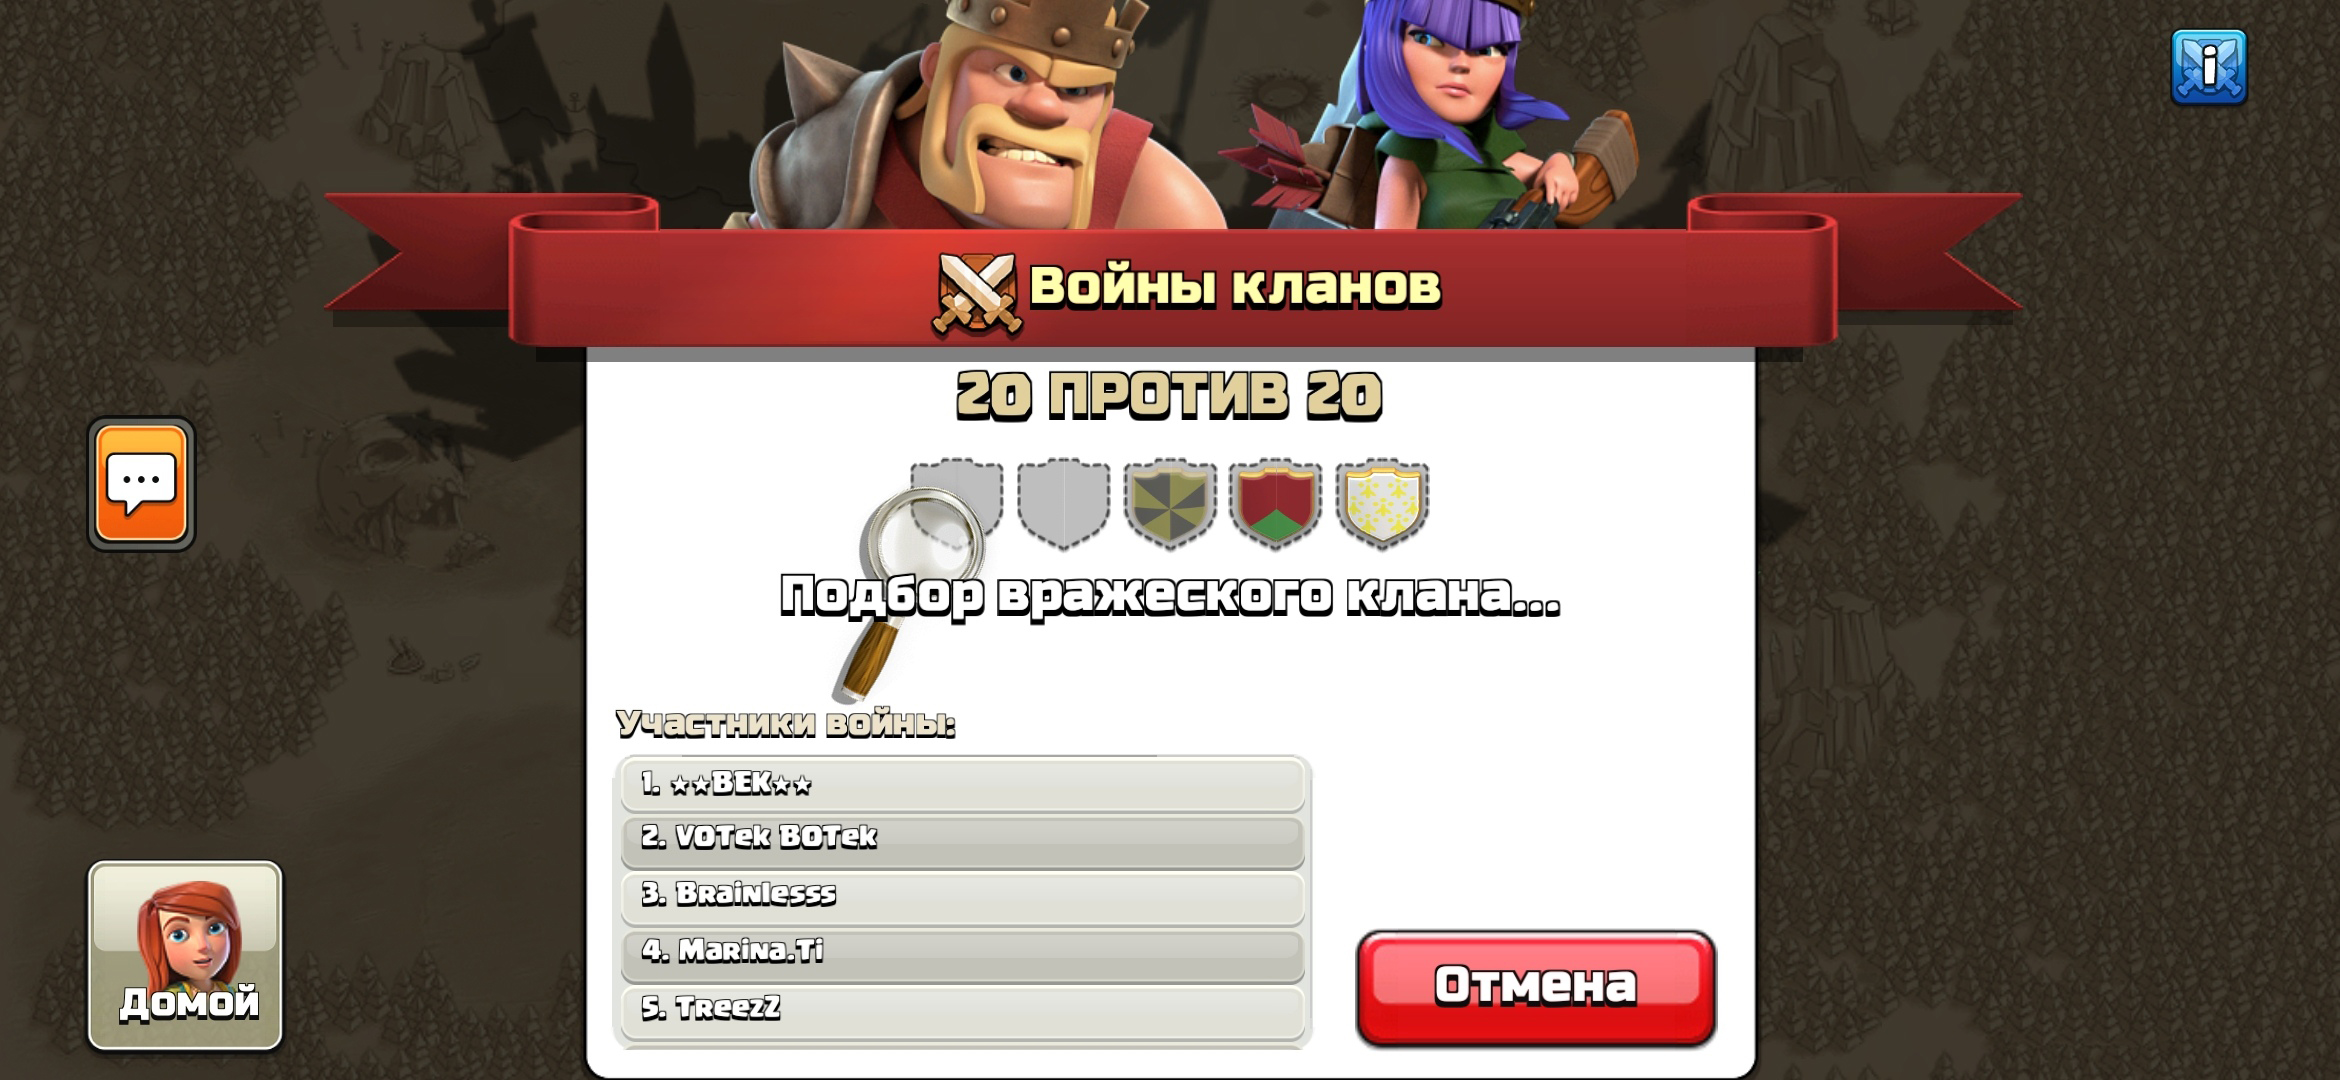 Войны кланов
20 ПРОТИВ 20
Подбор вражеского клана...
Участники войны:
1. ★★ВЕК★★
2. VOTek BOTek
3. Brainlesss
4. Marina.Ti
5. TreezZ
Отмена
Домой